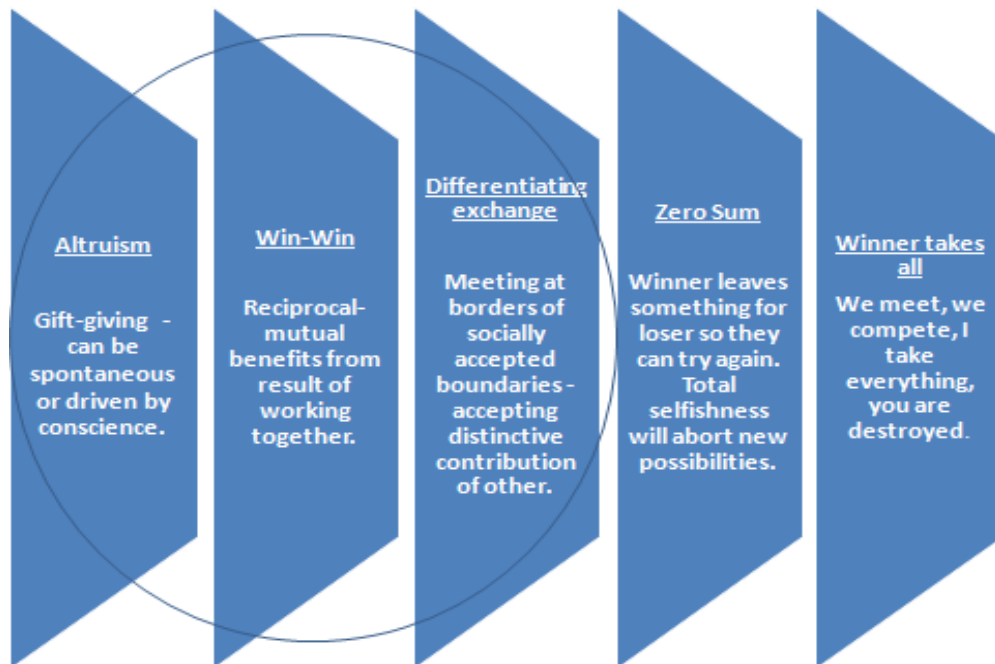 Altruism
Gift-giving - 
can be
spontaneous
or driven by
conscience.
Win-Win
Reciprocal-
mutual
benefits from
result of
working
together.
Differentiating
exchange
Meeting at
borders of
socially
accepted
boundaries -
accepting
distinctive
contribution
of other.
Zero Sum
Winner leaves
something for
loser so they
can try again.
Total
selfishness
will abort new
possibilities.
Winner takes
all
We meet, we
compete, I
take
everything,
you are
destroyed.